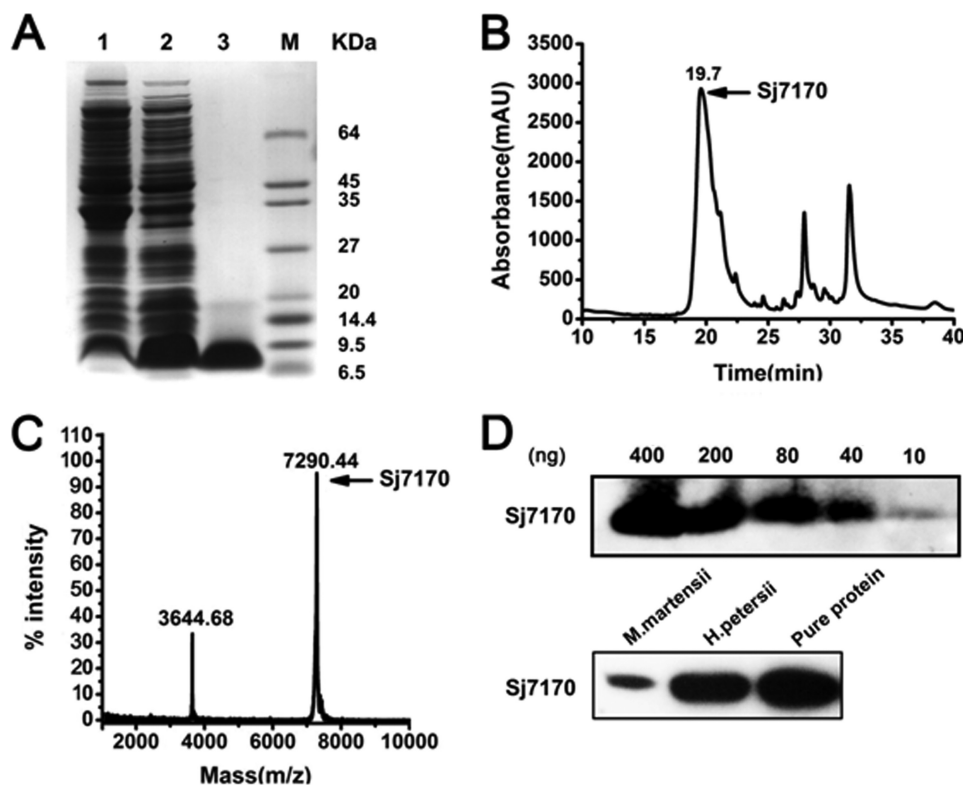 A
1 2 3 M KDa
64
45
35
27
20
14.4
9.5
6.5
B
Absorbance(mAU)
3500
3000
2500
2000
1500
1000
500
0
19.7
Sj7170
10 15 20 25 30 35 40
Time(min)
C
% intensity
110
100
90
80
70
60
50
40
30
20
10
0
7290.44
Sj7170
3644.68
2000 4000 6000 8000 10000
Mass(m/z)
D
(ng) 400 200 80 40 10
Sj7170
M.martensii H.petersii Pure protein
Sj7170